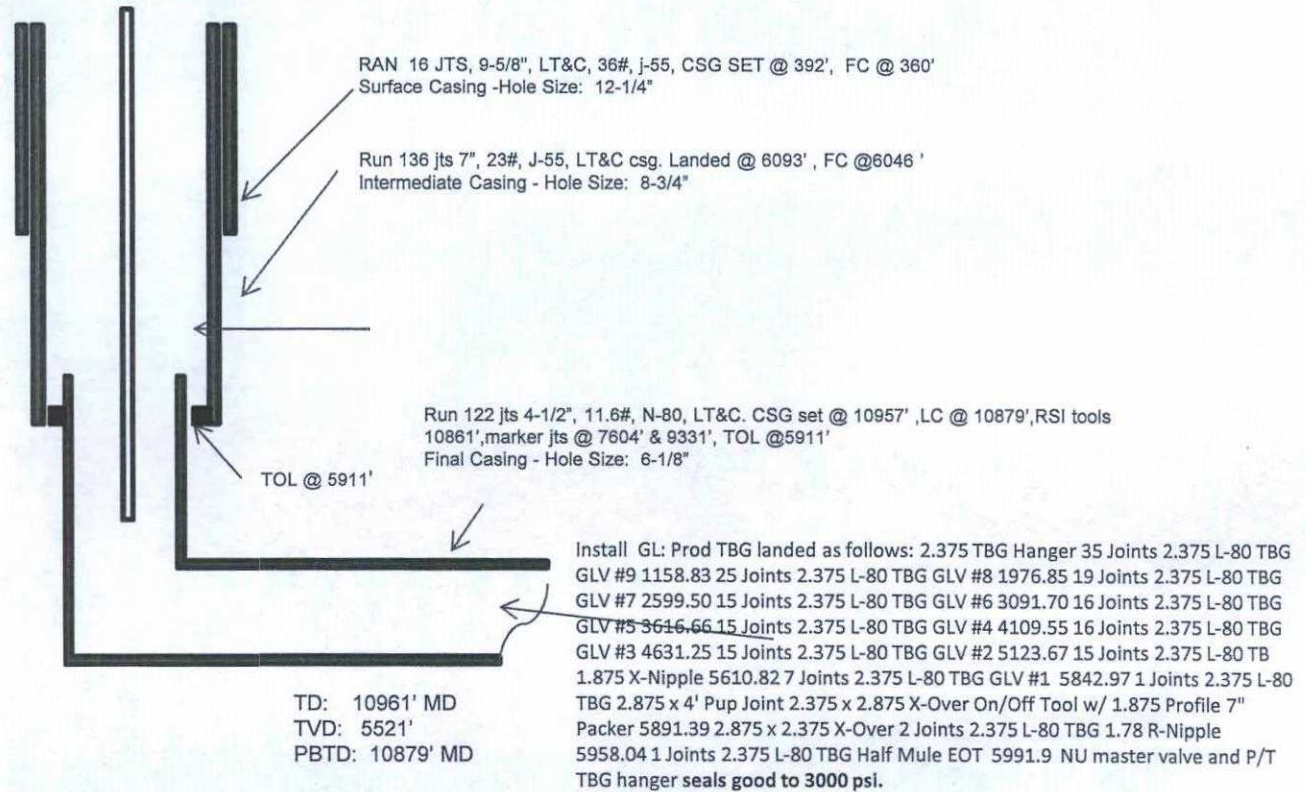 RAN 16 JTS, 9-5/8", LT&C, 36#, j-55, CSG SET @ 392', FC @ 360'
Surface Casing -Hole Size: 12-1/4"
Run 136 jts 7", 23#, J-55, LT&C csg. Landed @ 6093' , FC @6046 '
Intermediate Casing - Hole Size: 8-3/4"
Run 122 jts 4-1/2", 11.6#, N-80, LT&C. CSG set @ 10957' ,LC @ 10879',RSI tools
10861',marker jts @ 7604' & 9331', TOL @5911'
Final Casing - Hole Size: 6-1/8"
TOL @ 5911'
Install GL: Prod TBG landed as follows: 2.375 TBG Hanger 35 Joints 2.375 L-80 TBG
GLV #9 1158.83 25 Joints 2.375 L-80 TBG GLV #8 1976.85 19 Joints 2.375 L-80 TBG
GLV #7 2599.50 15 Joints 2.375 L-80 TBG GLV #6 3091.70 16 Joints 2.375 L-80 TBG
GLV #5 3616.66 15 Joints 2.375 L-80 TBG GLV #4 4109.55 16 Joints 2.375 L-80 TBG
GLV #3 4631.25 15 Joints 2.375 L-80 TBG GLV #2 5123.67 15 Joints 2.375 L-80 TB
1.875 X-Nipple 5610.82 7 Joints 2.375 L-80 TBG GLV #1 5842.97 1 Joints 2.375 L-80
TBG 2.875 x 4' Pup Joint 2.375 x 2.875 X-Over On/Off Tool w/ 1.875 Profile 7"
Packer 5891.39 2.875 x 2.375 X-Over 2 Joints 2.375 L-80 TBG 1.78 R-Nipple
5958.04 1 Joints 2.375 L-80 TBG Half Mule EOT 5991.9 NU master valve and P/T
TBG hanger seals good to 3000 psi.
TD: 10961' MD
TVD: 5521'
PBTD: 10879' MD